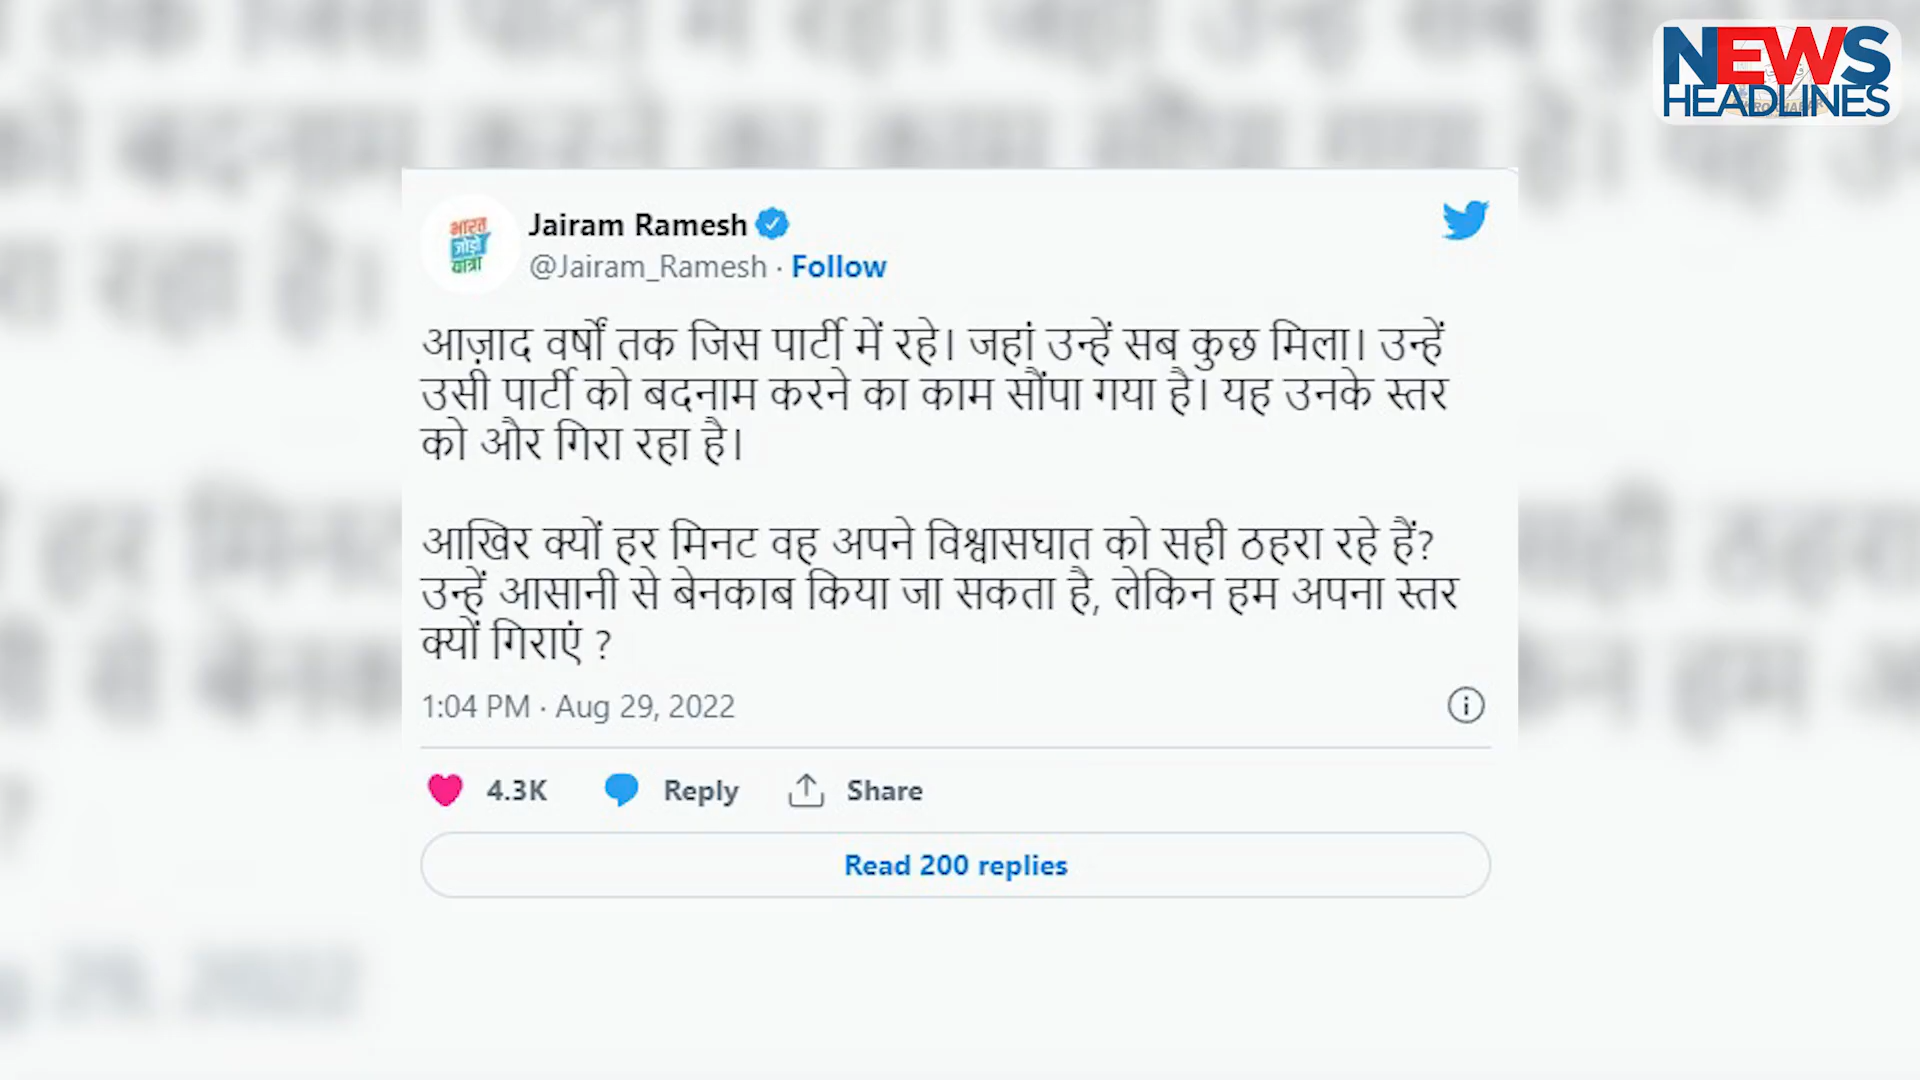 NEWS
HEADLINES
भारत
जोड़ो
यात्रा
Jairam Ramesh
@Jairam_Ramesh · Follow
आज़ाद वर्षों तक जिस पार्टी में रहे। जहां उन्हें सब कुछ मिला। उन्हें
उसी पार्टी को बदनाम करने का काम सौंपा गया है। यह उनके स्तर
को और गिरा रहा है।
आखिर क्यों हर मिनट वह अपने विश्वासघात को सही ठहरा रहे हैं?
उन्हें आसानी से बेनकाब किया जा सकता है, लेकिन हम अपना स्तर
क्यों गिराएं ?
1:04 PM · Aug 29, 2022
4.3K Reply Share
Read 200 replies